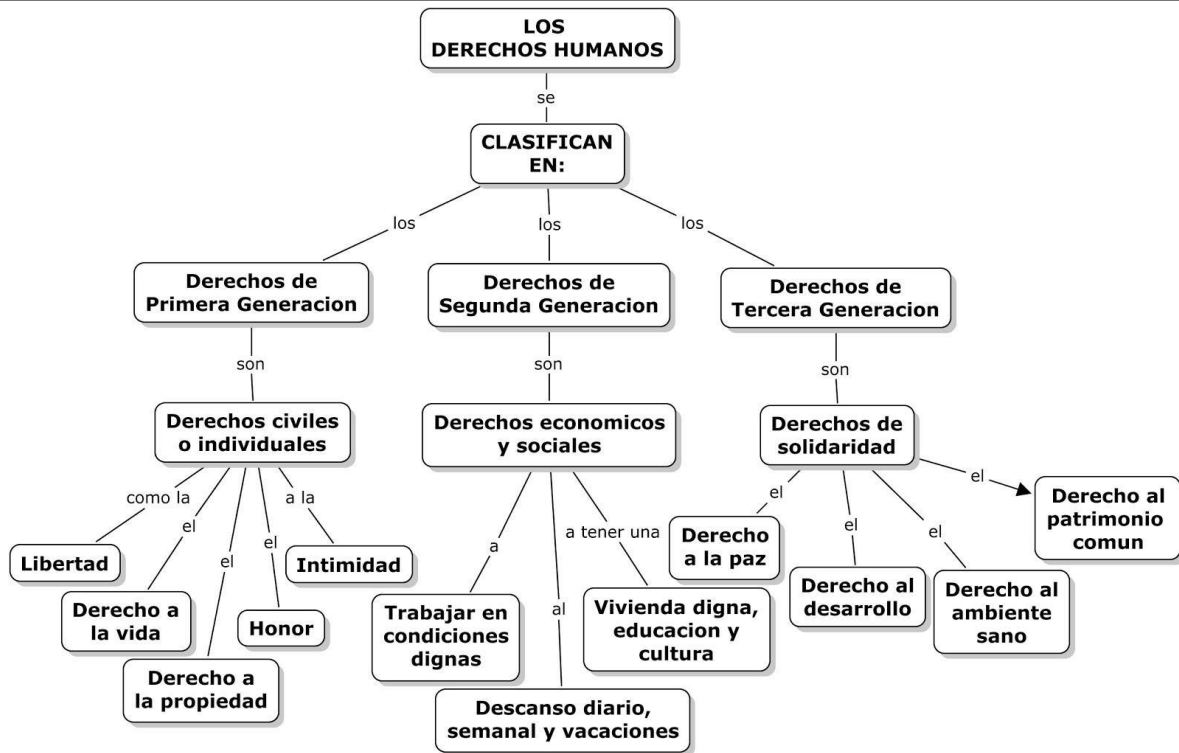 LOS
DERECHOS HUMANOS
se
CLASIFICAN
EN:
los
los
los
Derechos de
Primera Generacion
Derechos de
Segunda Generacion
Derechos de
Tercera Generacion
son
son
son
Derechos civiles
o individuales
Derechos economicos
y sociales
Derechos de
solidaridad
como la
el
el
el
a la
Libertad
Derecho a
la vida
Derecho a
la propiedad
Honor
Intimidad
a
al
a tener una
Trabajar en
condiciones
dignas
Descanso diario,
semanal y vacaciones
Vivienda digna,
educacion y
cultura
el
el
el
el
Derecho
a la paz
Derecho al
desarrollo
Derecho al
ambiente
sano
Derecho al
patrimonio
comun